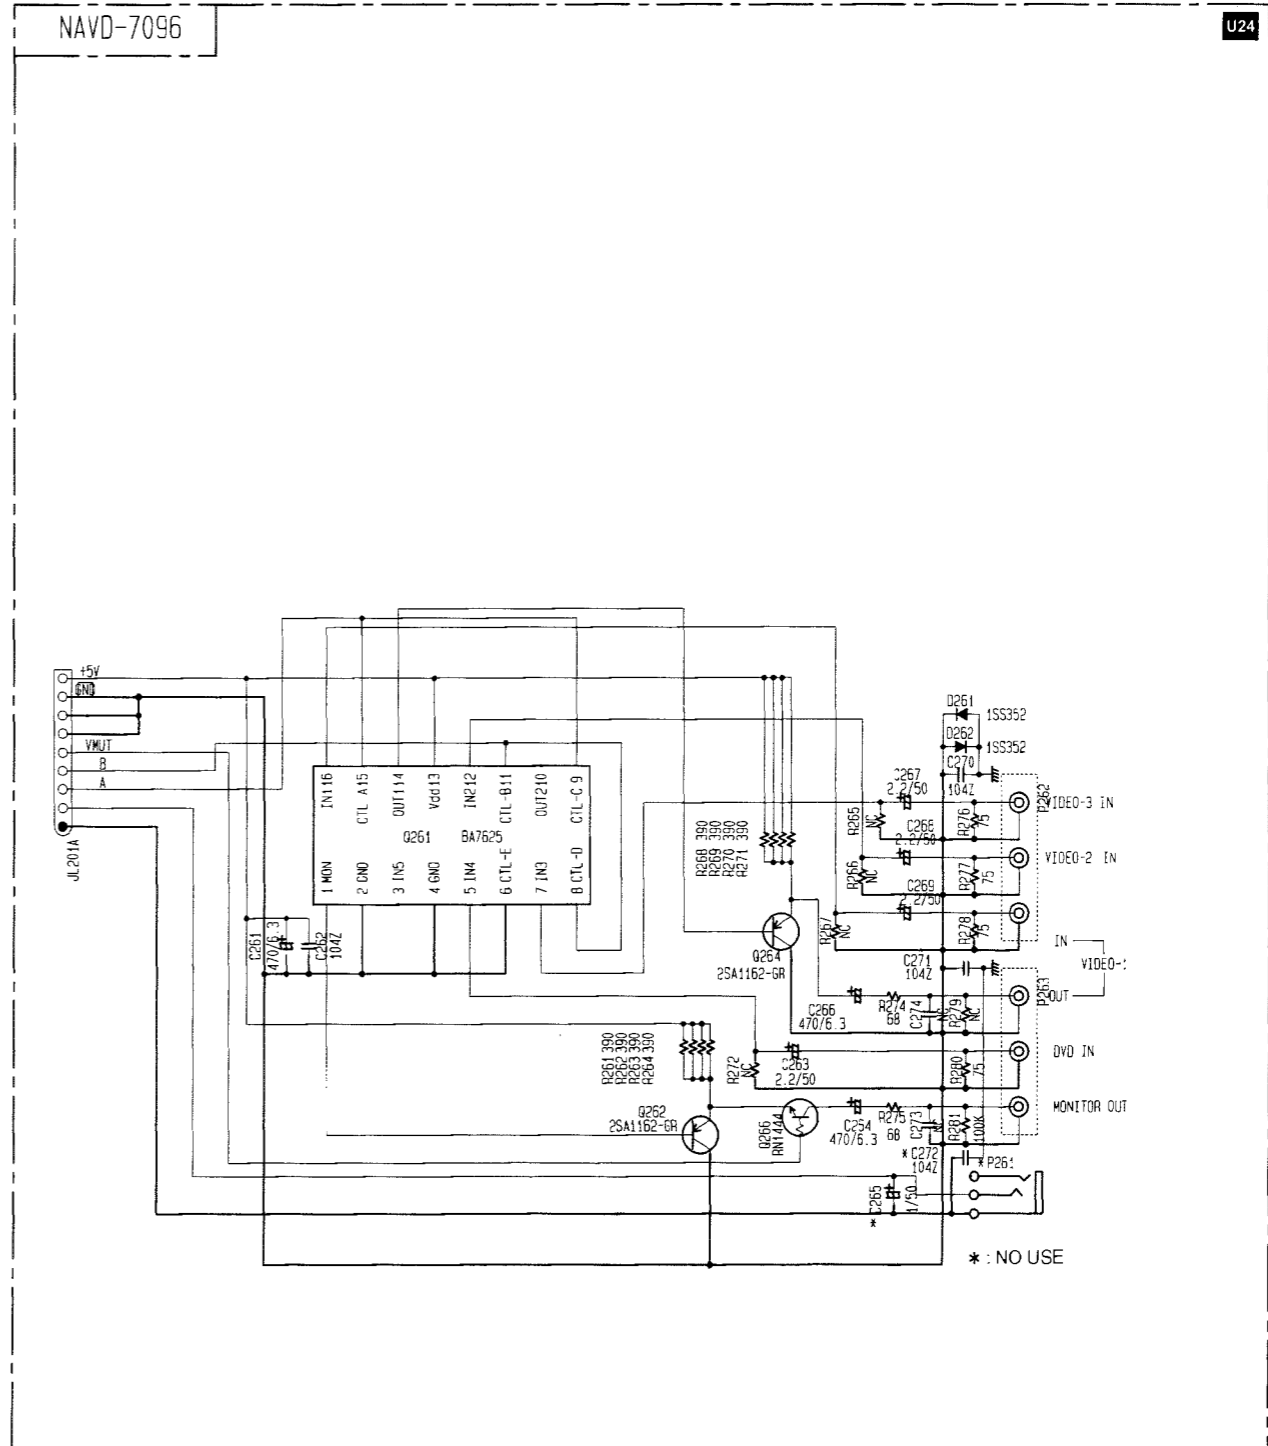 NAVD-7096
U24
+5V
GND
VMUT
B
A
JL201A
IN1 16
CTL A 15
OUT1 14
Vdd 13
IN2 12
CTL-B 11
OUT2 10
CTL-C 9
Q261
BA7625
1 MON
2 GND
3 IN5
4 GND
5 IN4
6 CTL-E
7 IN3
8 CTL-D
C261
470/6.3
C262
104Z
R268 390
R269 390
R270 390
R271 390
Q264
2SA1162-GR
R261 390
R262 390
R263 390
R264 390
Q262
2SA1162-GR
Q266
RN1444
D261
1SS352
D262
1SS352
C270
104Z
C267
2.2/50
R265
NC
R276
75
P262
VIDEO-3 IN
C268
2.2/50
R266
NC
R277
75
VIDEO-2 IN
C269
2.2/50
R267
NC
R278
75
IN
VIDEO-1
OUT
C271
104Z
P263
C266
470/6.3
R274
68
C274
NC
R279
NC
R272
NC
C263
2.2/50
R280
75
DVD IN
C254
470/6.3
R275
68
C273
R281
100K
MONITOR OUT
* C272
104Z
* P261
* C265
1/50
* : NO USE